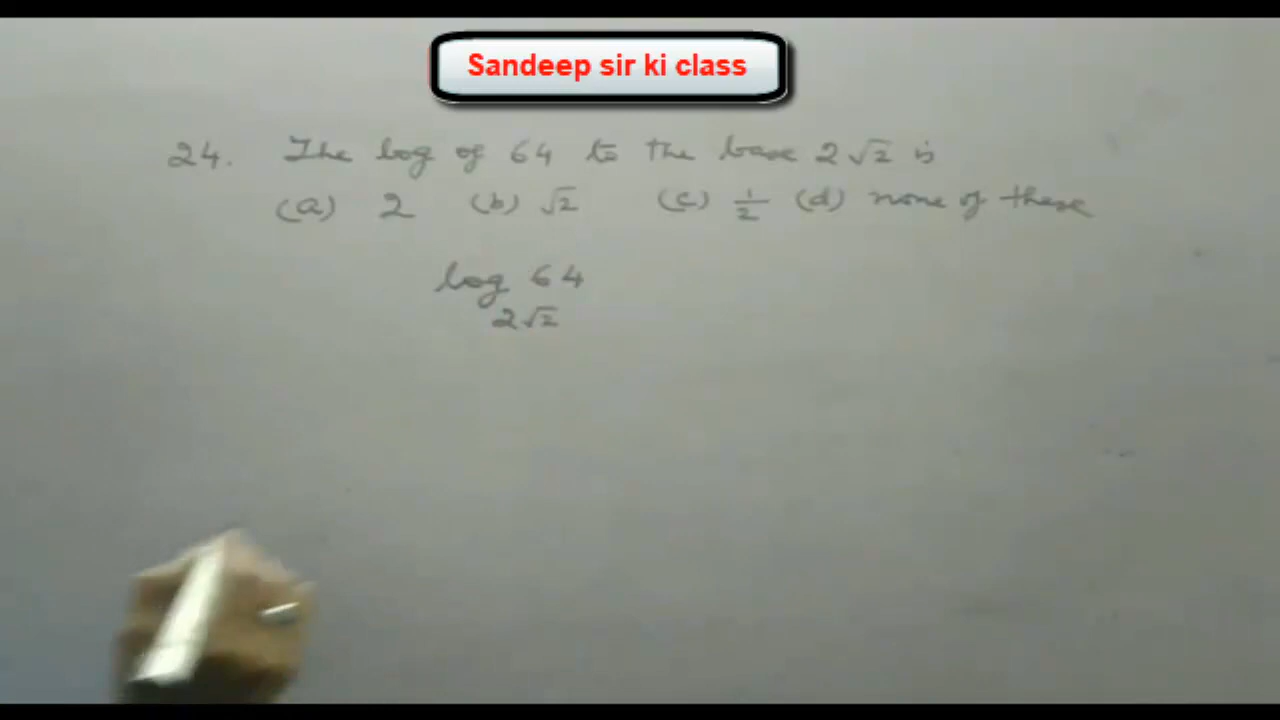 Sandeep sir ki class
24. The log of 64 to the base 2√2 is
(a) 2 (b) √2 (c) 1/2 (d) none of these
log 64
2√2